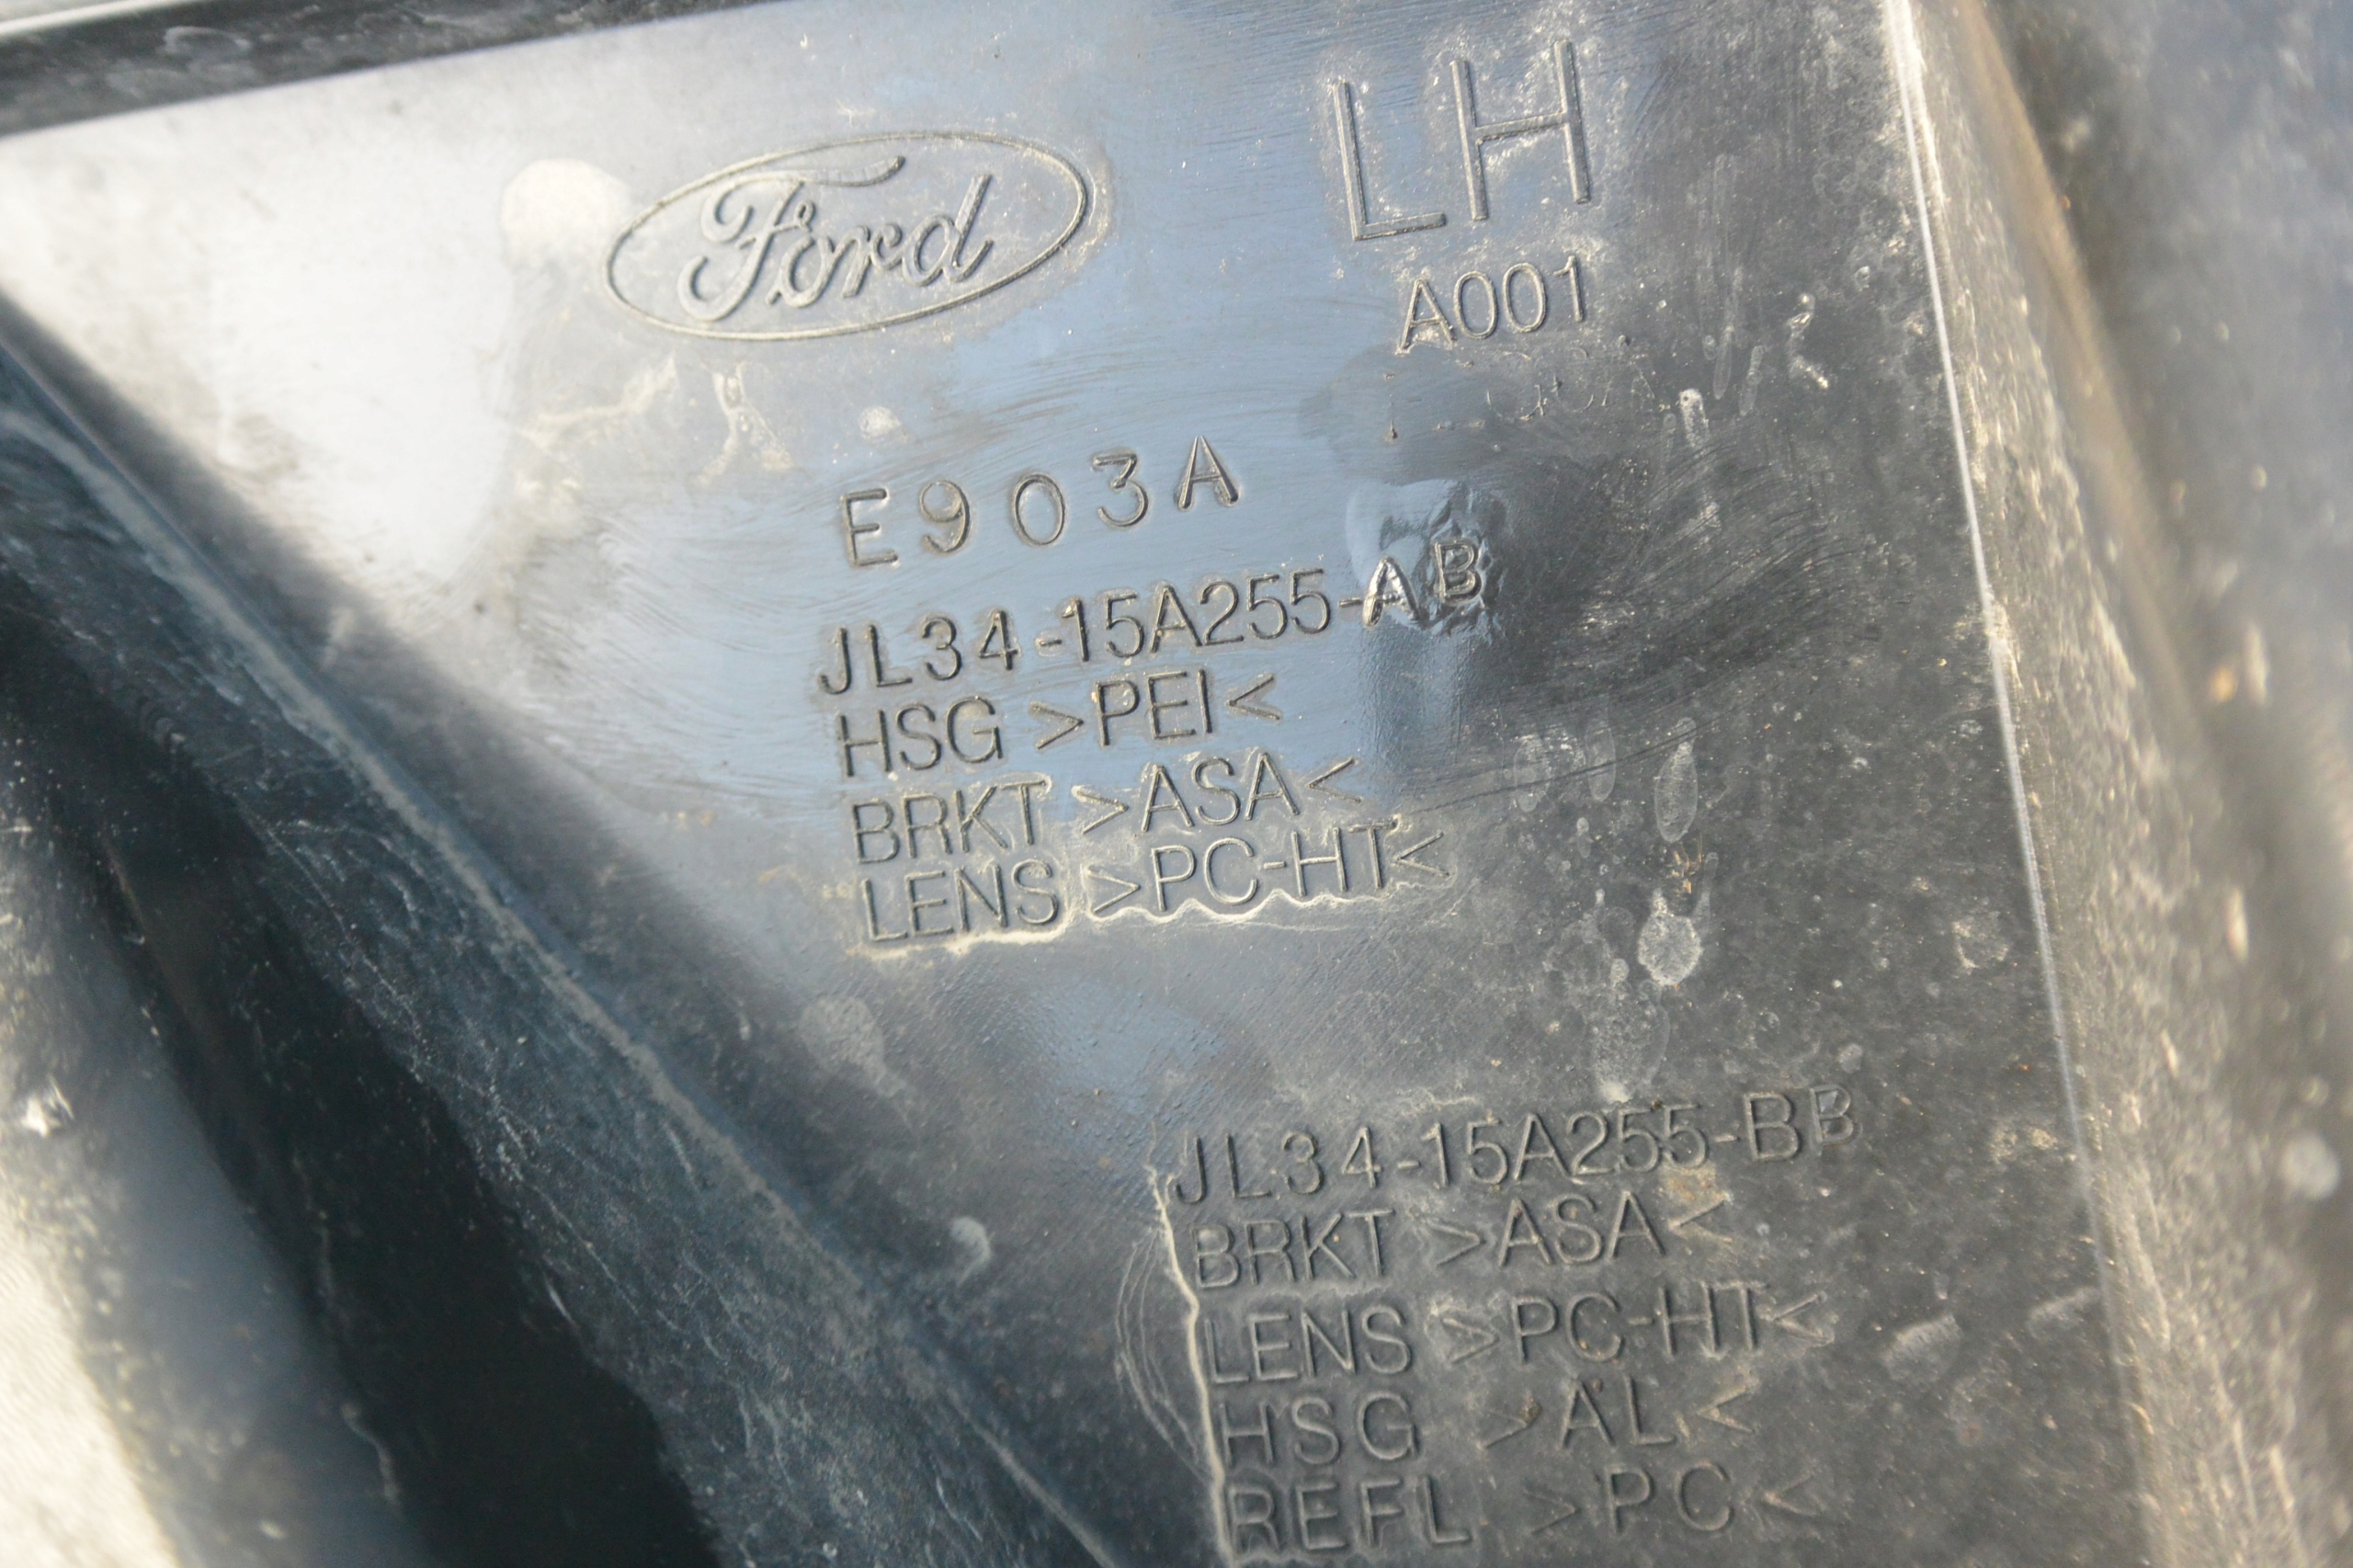 Ford
LH
A001
E903A
JL34-15A255-AB
HSG >PEI<
BRKT >ASA<
LENS >PC-HT<
JL34-15A255-BB
BRKT >ASA<
LENS >PC-HT<
HSG >AL<
REFL >PC<